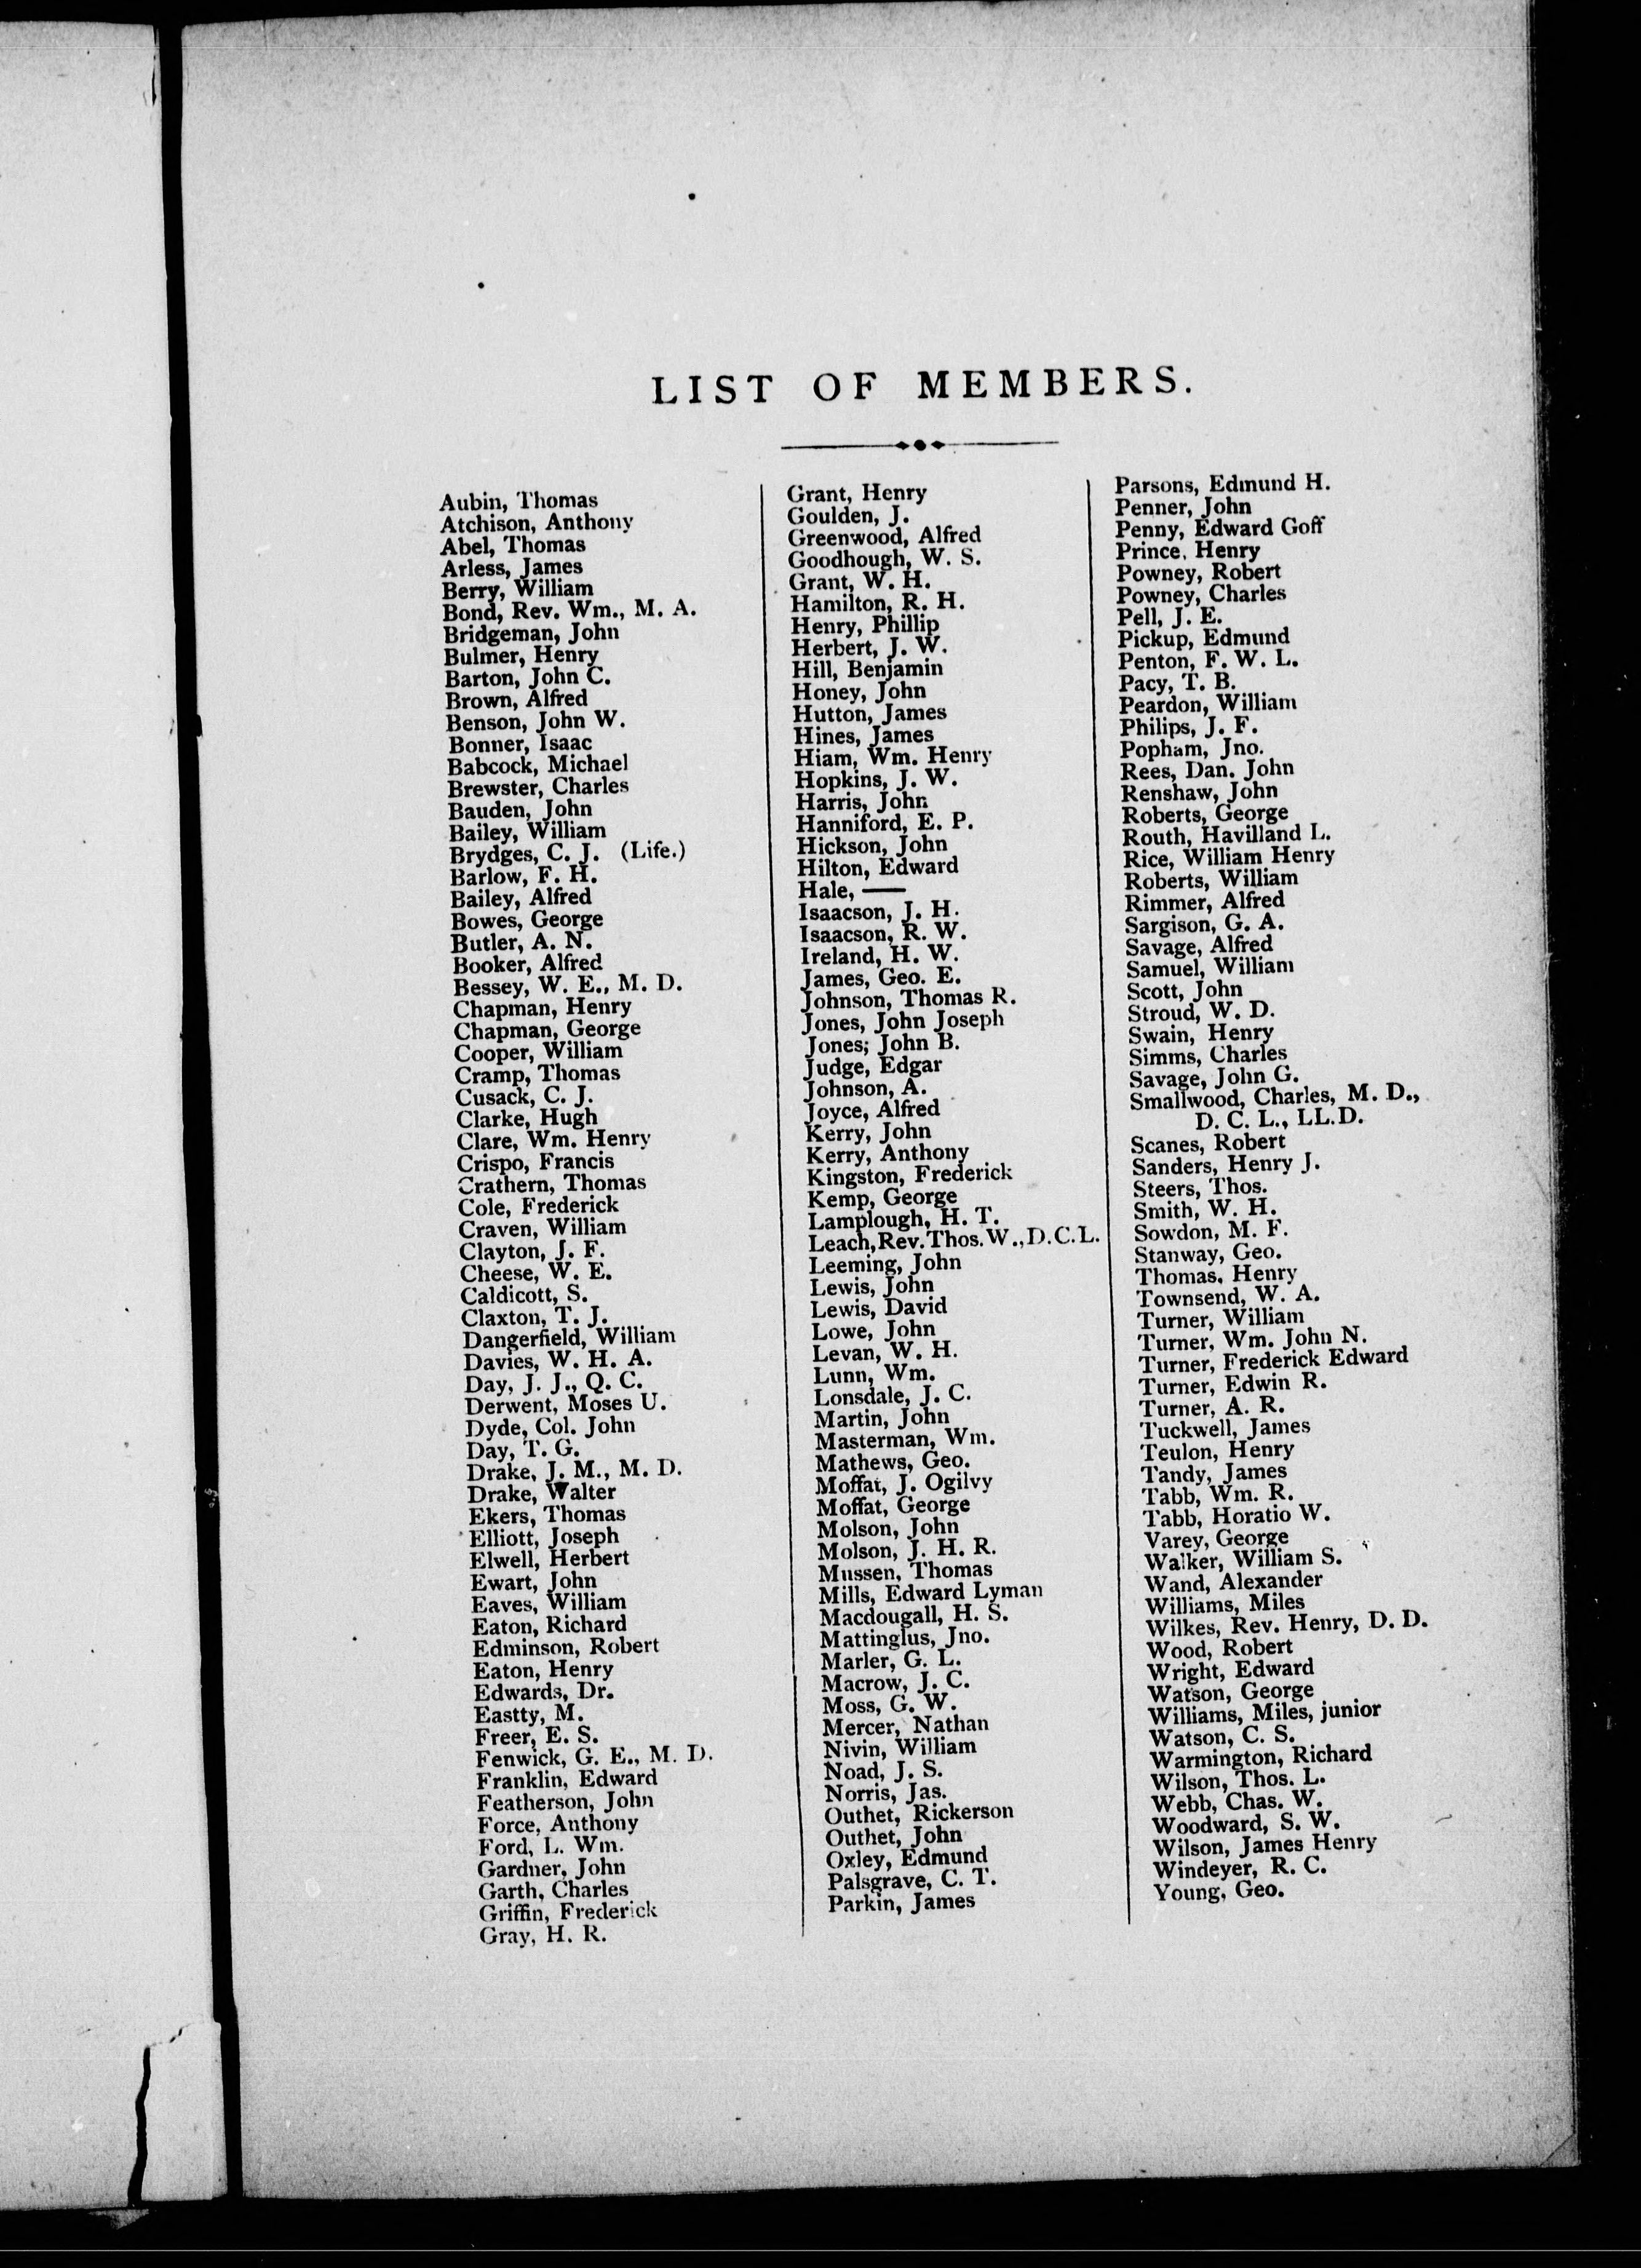 LIST OF MEMBERS.
Aubin, Thomas
Atchison, Anthony
Abel, Thomas
Arless, James
Berry, William
Bond, Rev. Wm., M. A.
Bridgeman, John
Bulmer, Henry
Barton, John C.
Brown, Alfred
Benson, John W.
Bonner, Isaac
Babcock, Michael
Brewster, Charles
Bauden, John
Bailey, William
Brydges, C. J. (Life.)
Barlow, F. H.
Bailey, Alfred
Bowes, George
Butler, A. N.
Booker, Alfred
Bessey, W. E., M. D.
Chapman, Henry
Chapman, George
Cooper, William
Cramp, Thomas
Cusack, C. J.
Clarke, Hugh
Clare, Wm. Henry
Crispo, Francis
Crathern, Thomas
Cole, Frederick
Craven, William
Clayton, J. F.
Cheese, W. E.
Caldicott, S.
Claxton, T. J.
Dangerfield, William
Davies, W. H. A.
Day, J. J., Q. C.
Derwent, Moses U.
Dyde, Col. John
Day, T. G.
Drake, J. M., M. D.
Drake, Walter
Ekers, Thomas
Elliott, Joseph
Elwell, Herbert
Ewart, John
Eaves, William
Eaton, Richard
Edminson, Robert
Eaton, Henry
Edwards, Dr.
Eastty, M.
Freer, E. S.
Fenwick, G. E., M. D.
Franklin, Edward
Featherson, John
Force, Anthony
Ford, L. Wm.
Gardner, John
Garth, Charles
Griffin, Frederick
Gray, H. R.
Grant, Henry
Goulden, J.
Greenwood, Alfred
Goodhough, W. S.
Grant, W. H.
Hamilton, R. H.
Henry, Phillip
Herbert, J. W.
Hill, Benjamin
Honey, John
Hutton, James
Hines, James
Hiam, Wm. Henry
Hopkins, J. W.
Harris, John
Hanniford, E. P.
Hickson, John
Hilton, Edward
Hale, ——
Isaacson, J. H.
Isaacson, R. W.
Ireland, H. W.
James, Geo. E.
Johnson, Thomas R.
Jones, John Joseph
Jones; John B.
Judge, Edgar
Johnson, A.
Joyce, Alfred
Kerry, John
Kerry, Anthony
Kingston, Frederick
Kemp, George
Lamplough, H. T.
Leach, Rev. Thos. W., D.C.L.
Leeming, John
Lewis, John
Lewis, David
Lowe, John
Levan, W. H.
Lunn, Wm.
Lonsdale, J. C.
Martin, John
Masterman, Wm.
Mathews, Geo.
Moffat, J. Ogilvy
Moffat, George
Molson, John
Molson, J. H. R.
Mussen, Thomas
Mills, Edward Lyman
Macdougall, H. S.
Mattinglus, Jno.
Marler, G. L.
Macrow, J. C.
Moss, G. W.
Mercer, Nathan
Nivin, William
Noad, J. S.
Norris, Jas.
Outhet, Rickerson
Outhet, John
Oxley, Edmund
Palsgrave, C. T.
Parkin, James
Parsons, Edmund H.
Penner, John
Penny, Edward Goff
Prince, Henry
Powney, Robert
Powney, Charles
Pell, J. E.
Pickup, Edmund
Penton, F. W. L.
Pacy, T. B.
Peardon, William
Philips, J. F.
Popham, Jno.
Rees, Dan. John
Renshaw, John
Roberts, George
Routh, Havilland L.
Rice, William Henry
Roberts, William
Rimmer, Alfred
Sargison, G. A.
Savage, Alfred
Samuel, William
Scott, John
Stroud, W. D.
Swain, Henry
Simms, Charles
Savage, John G.
Smallwood, Charles, M. D.,
D. C. L., LL.D.
Scanes, Robert
Sanders, Henry J.
Steers, Thos.
Smith, W. H.
Sowdon, M. F.
Stanway, Geo.
Thomas, Henry
Townsend, W. A.
Turner, William
Turner, Wm. John N.
Turner, Frederick Edward
Turner, Edwin R.
Turner, A. R.
Tuckwell, James
Teulon, Henry
Tandy, James
Tabb, Wm. R.
Tabb, Horatio W.
Varey, George
Walker, William S.
Wand, Alexander
Williams, Miles
Wilkes, Rev. Henry, D. D.
Wood, Robert
Wright, Edward
Watson, George
Williams, Miles, junior
Watson, C. S.
Warmington, Richard
Wilson, Thos. L.
Webb, Chas. W.
Woodward, S. W.
Wilson, James Henry
Windeyer, R. C.
Young, Geo.